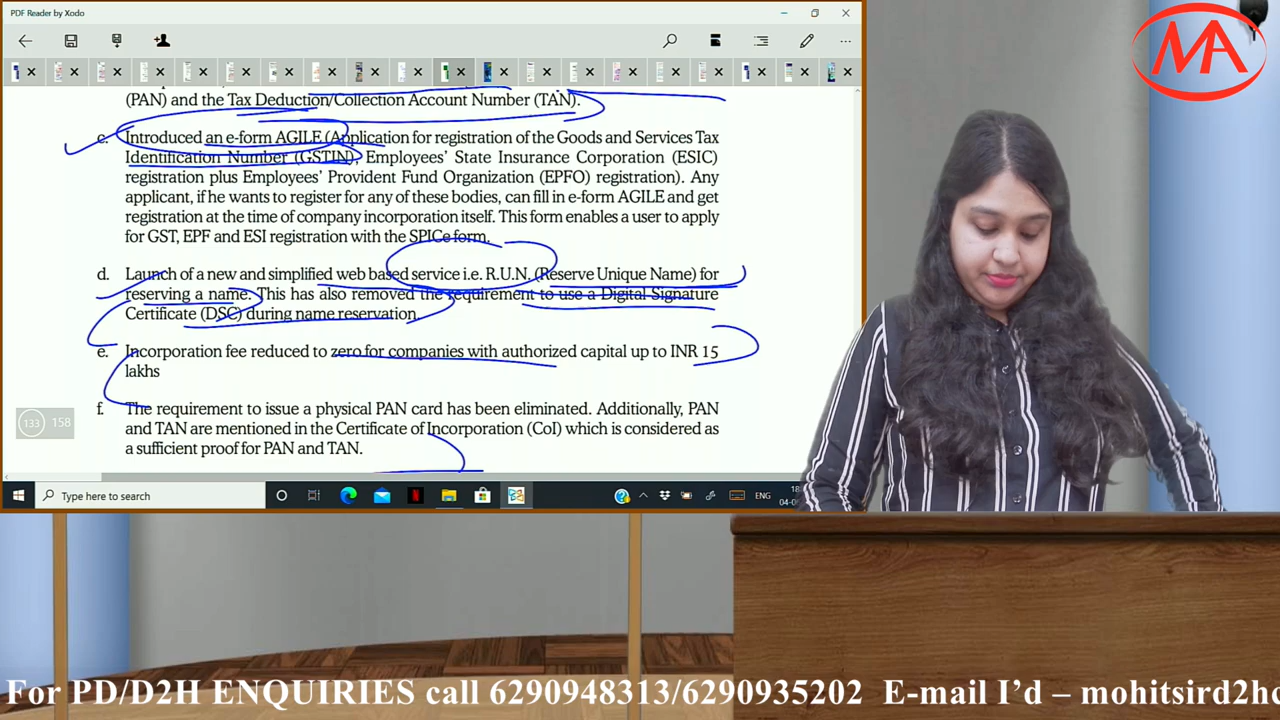 PDF Reader by Xodo
MA
(PAN) and the Tax Deduction/Collection Account Number (TAN).
c. Introduced an e-form AGILE (Application for registration of the Goods and Services Tax
Identification Number (GSTIN), Employees' State Insurance Corporation (ESIC)
registration plus Employees' Provident Fund Organization (EPFO) registration). Any
applicant, if he wants to register for any of these bodies, can fill in e-form AGILE and get
registration at the time of company incorporation itself. This form enables a user to apply
for GST, EPF and ESI registration with the SPICe form.
d. Launch of a new and simplified web based service i.e. R.U.N. (Reserve Unique Name) for
reserving a name. This has also removed the requirement to use a Digital Signature
Certificate (DSC) during name reservation.
e. Incorporation fee reduced to zero for companies with authorized capital up to INR 15
lakhs
f. The requirement to issue a physical PAN card has been eliminated. Additionally, PAN
and TAN are mentioned in the Certificate of Incorporation (CoI) which is considered as
a sufficient proof for PAN and TAN.
133 158
Type here to search
ENG
18
04-0
For PD/D2H ENQUIRIES call 6290948313/6290935202 E-mail I'd – mohitsird2hc